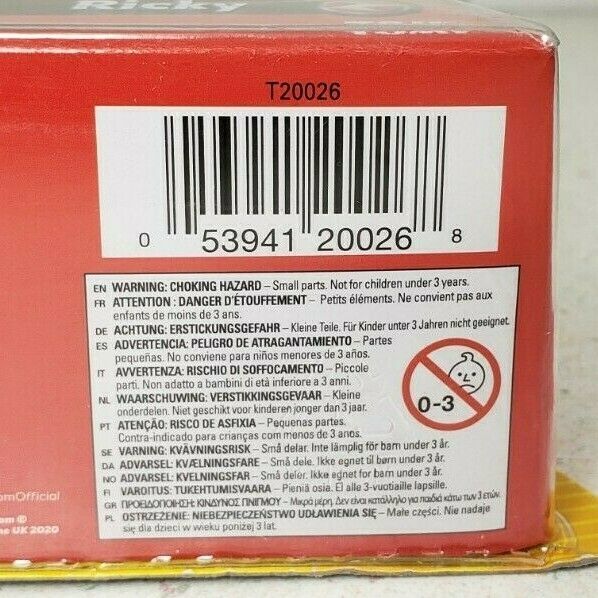 Ricky
TOMY
T20026
0 53941 20026 8
EN WARNING: CHOKING HAZARD – Small parts. Not for children under 3 years.
FR ATTENTION : DANGER D'ÉTOUFFEMENT – Petits éléments. Ne convient pas aux
enfants de moins de 3 ans.
DE ACHTUNG: ERSTICKUNGSGEFAHR – Kleine Teile. Für Kinder unter 3 Jahren nicht geeignet.
ES ADVERTENCIA: PELIGRO DE ATRAGANTAMIENTO – Partes
pequeñas. No conviene para niños menores de 3 años.
IT AVVERTENZA: RISCHIO DI SOFFOCAMENTO – Piccole
parti. Non adatto a bambini di età inferiore a 3 anni.
NL WAARSCHUWING: VERSTIKKINGSGEVAAR – Kleine
onderdelen. Niet geschikt voor kinderen jonger dan 3 jaar.
PT ATENÇÃO: RISCO DE ASFIXIA – Pequenas partes.
Contra-indicado para crianças com menos de 3 anos.
SE VARNING: KVÄVNINGSRISK – Små delar. Inte lämplig för barn under 3 år.
DA ADVARSEL: KVÆLNINGSFARE – Små dele. Ikke egnet til børn under 3 år.
NO ADVARSEL: KVELNINGSFAR – Små deler. Ikke egnet for barn under 3 år.
FI VAROITUS: TUKEHTUMISVAARA – Pieniä osia. Ei alle 3-vuotiaille lapsille.
GR ΠΡΟΕΙΔΟΠΟΙΗΣΗ: ΚΙΝΔΥΝΟΣ ΠΝΙΓΜΟΥ – Μικρά μέρη. Δεν είναι κατάλληλο για παιδιά κάτω των 3 ετών.
PL OSTRZEŻENIE: NIEBEZPIECZEŃSTWO UDŁAWIENIA SIĘ – Małe części. Nie nadaje
się dla dzieci w wieku poniżej 3 lat.
0-3
omOfficial
om ®
UK 2020